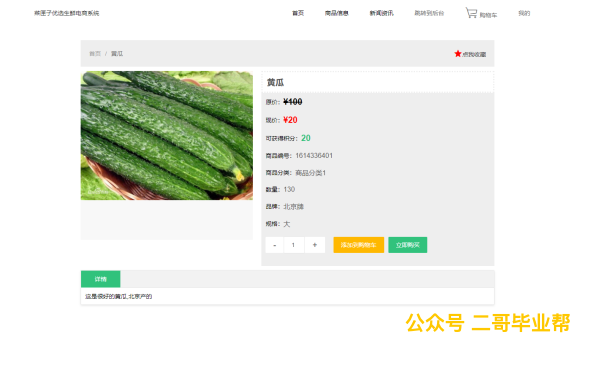 菜篮子优选生鲜电商系统 首页 商品信息 新闻资讯 跳转到后台 购物车 我的
首页 / 黄瓜 点我收藏
黄瓜
原价: ¥100
现价: ¥20
可获得积分: 20
商品编号: 1614336401
商品分类: 商品分类1
数量: 130
品牌: 北京牌
规格: 大
- 1 + 添加到购物车 立即购买
详情
这是很好的黄瓜,北京产的
公众号 二哥毕业帮